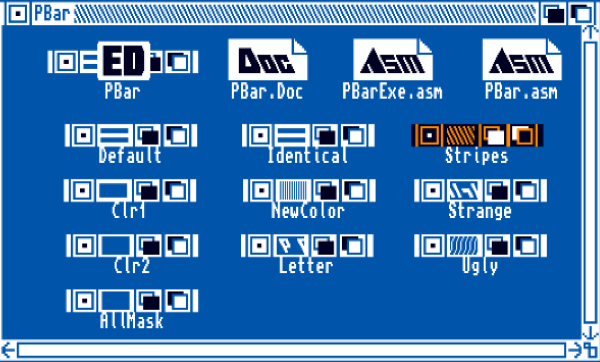 PBar
ED Doc Asm Asm
PBar PBar.Doc PBarExe.asm PBar.asm
Default Identical Stripes
Clr1 NewColor Strange
Clr2 Letter Ugly
AllMask